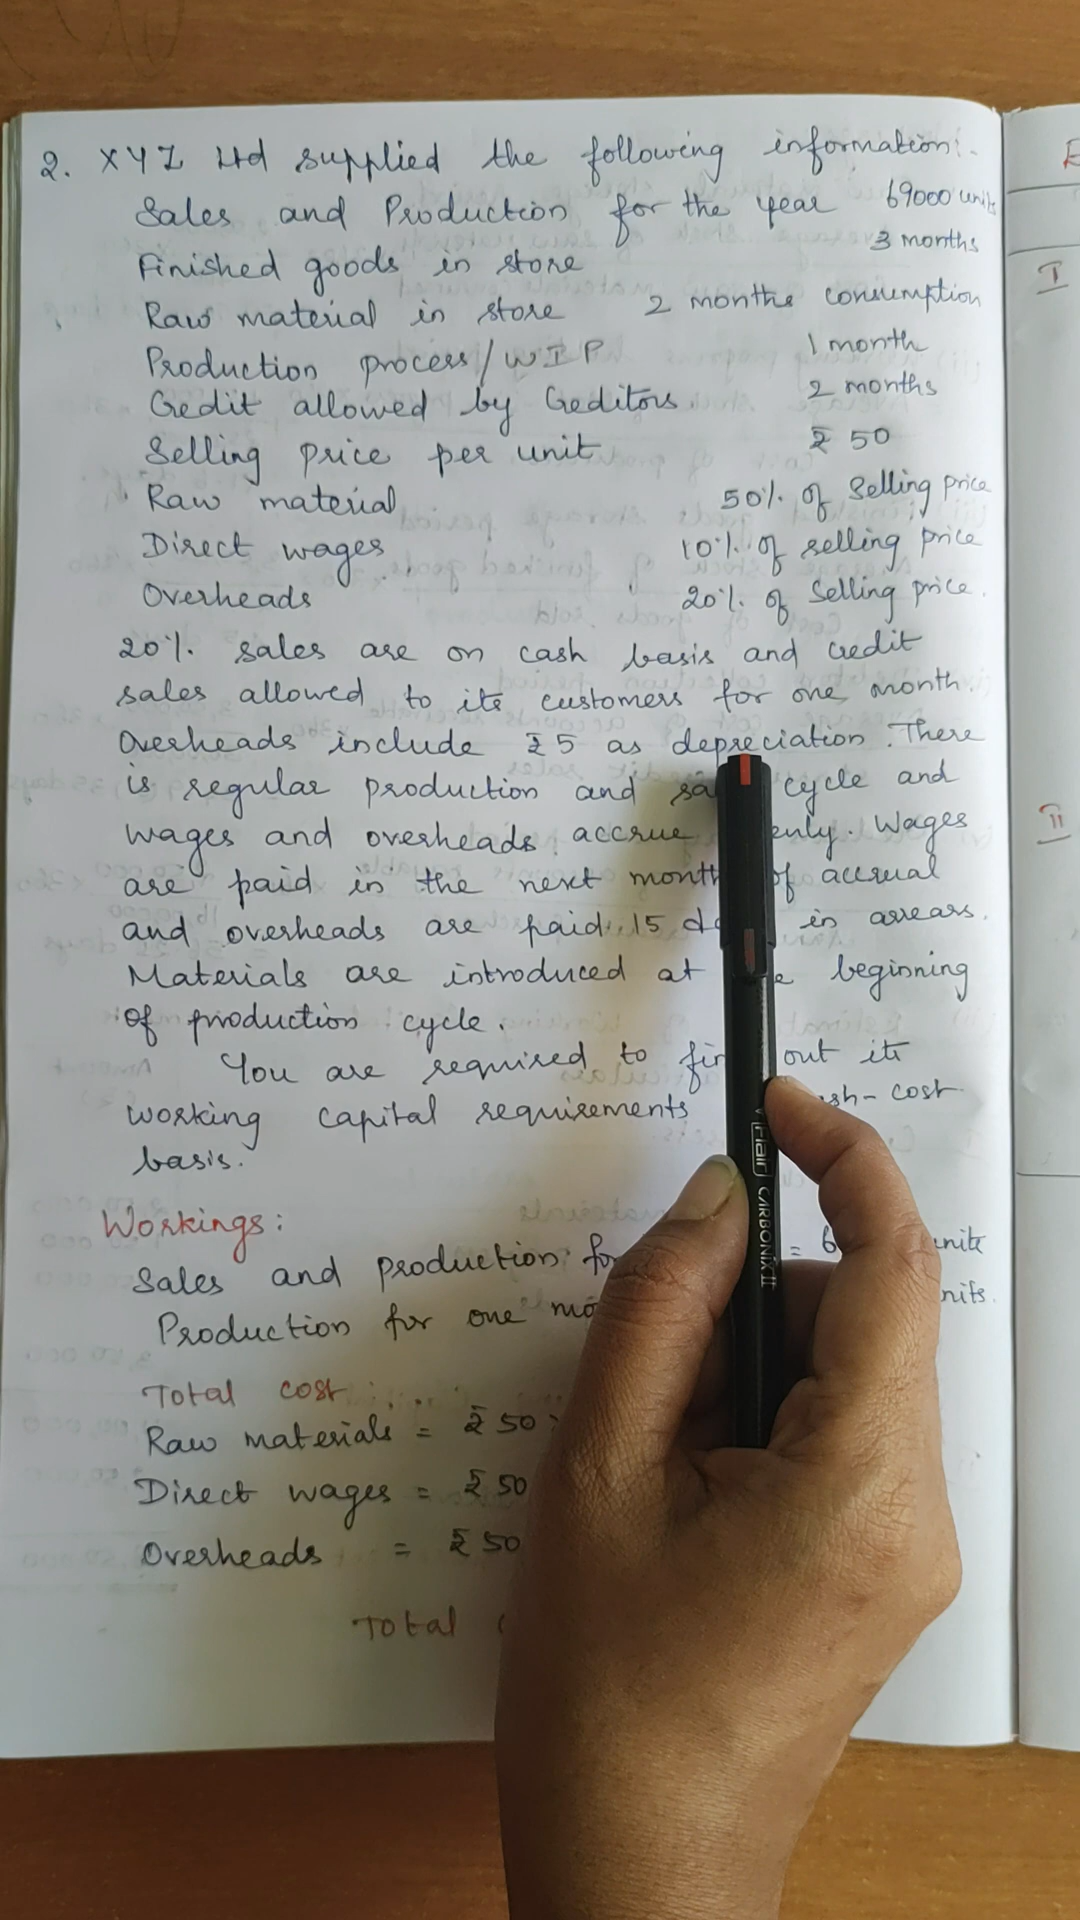 2. XYZ Ltd supplied the following information:-
Sales and Production for the year 69000 units
Finished goods in store 3 months
Raw material in store 2 months consumption
Production process/WIP 1 month
Credit allowed by Creditors 2 months
Selling price per unit ₹ 50
Raw material 50% of Selling price
Direct wages 10% of selling price
Overheads 20% of Selling price.
20% sales are on cash basis and credit
sales allowed to its customers for one month.
Overheads include ₹5 as depreciation. There
is regular production and cycle and
wages and overheads accrue. Wages
are paid in the next month of accrual
and overheads are paid 15 in arrears.
Materials are introduced at beginning
of production cycle.
You are required to out its
working capital requirements cost
basis.
Workings:
Sales and production =
Production for one
Total cost :
Raw materials = ₹ 50
Direct wages = ₹ 50
Overheads = ₹ 50
Total
Flair CARBONIX II
I
II